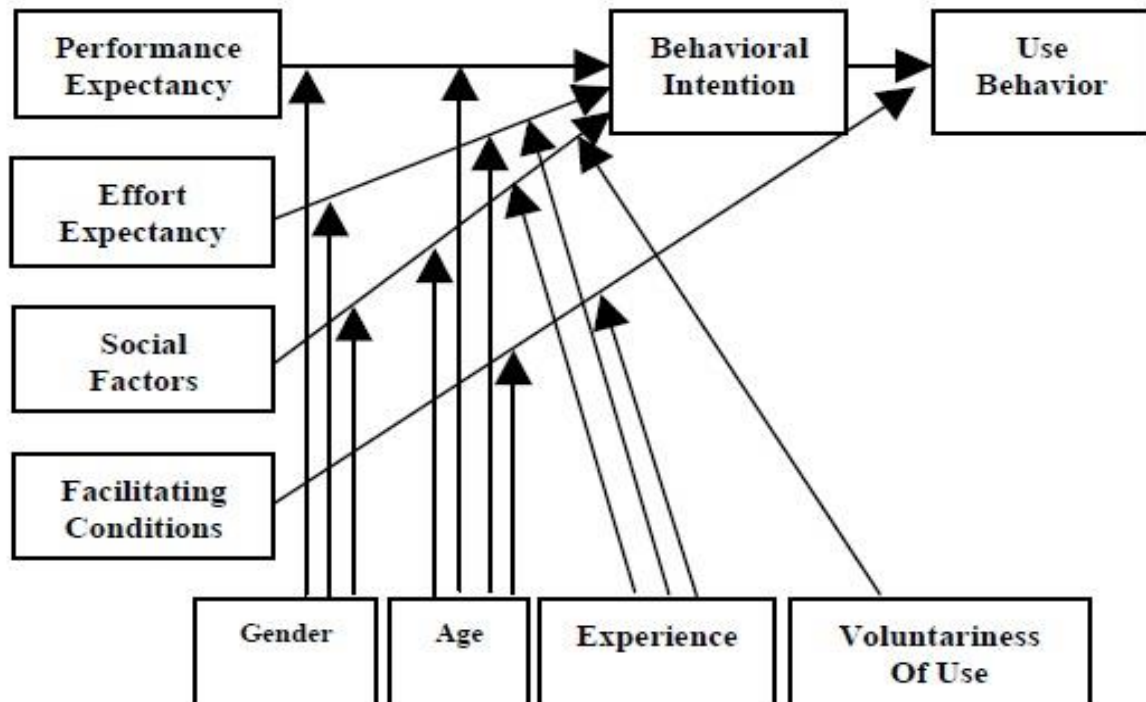 Performance
Expectancy
Behavioral
Intention
Use
Behavior
Effort
Expectancy
Social
Factors
Facilitating
Conditions
Gender
Age
Experience
Voluntariness
Of Use